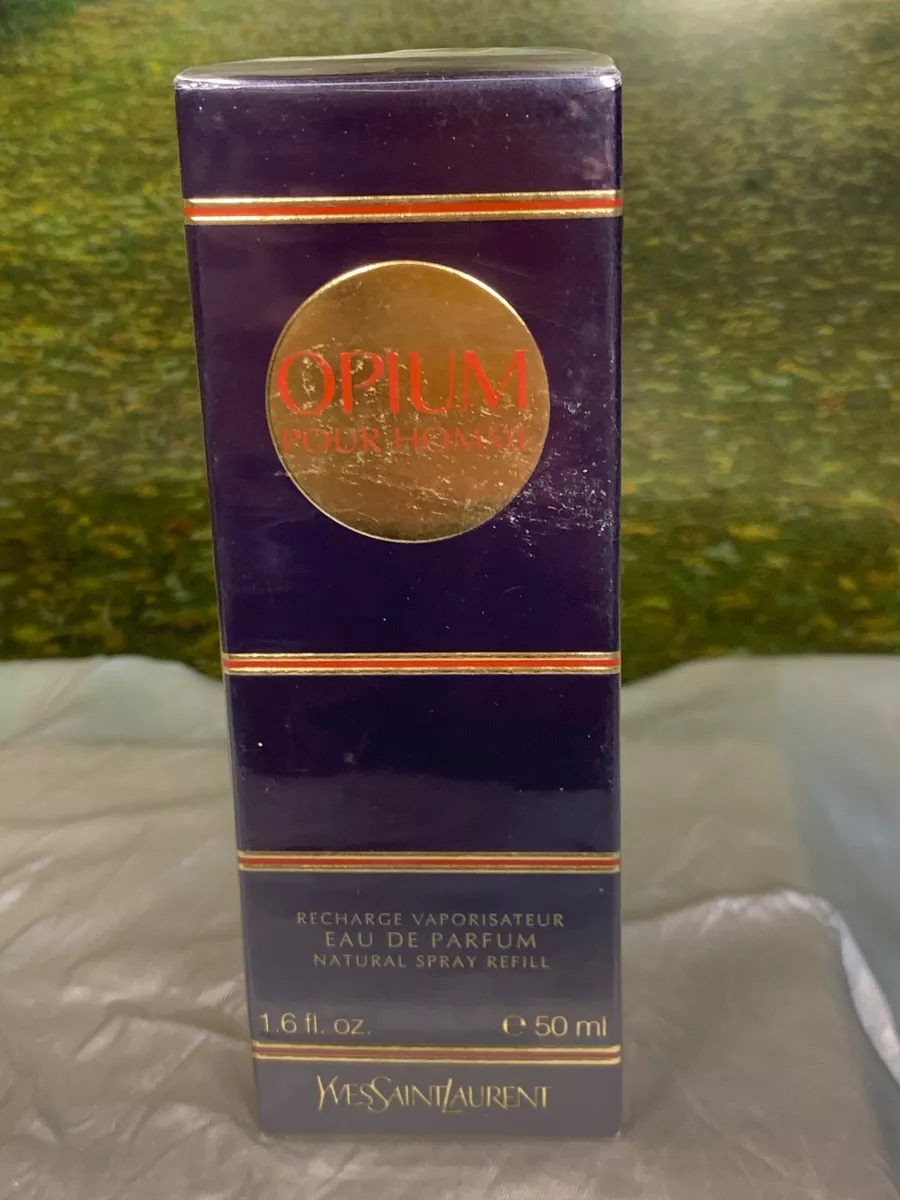 OPIUM
POUR HOMME
RECHARGE VAPORISATEUR
EAU DE PARFUM
NATURAL SPRAY REFILL
1.6 fl. oz. ℮ 50 ml
YVESSAINTLAURENT